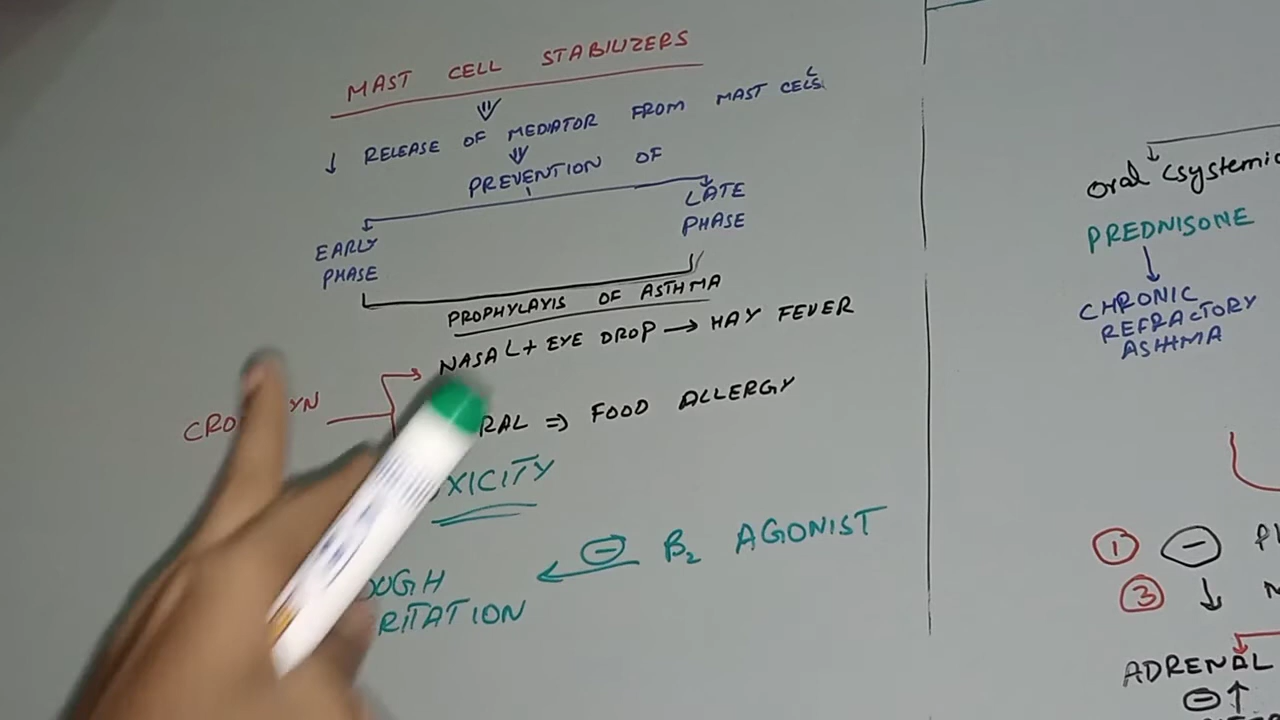 MAST CELL STABILIZERS
↓ RELEASE OF MEDIATOR FROM MAST CELLS
PREVENTION OF
EARLY
PHASE
LATE
PHASE
PROPHYLAYIS OF ASTHMA
NASAL + EYE DROP → HAY FEVER
RAL ⇒ FOOD ALLERGY
XICITY
⊖ B2 AGONIST
OUGH
RITATION
Oral (systemic
PREDNISONE
CHRONIC
REFRACTORY
ASHHMA
① ⊖
③ ↓
ADRENAL
⊖ ↑